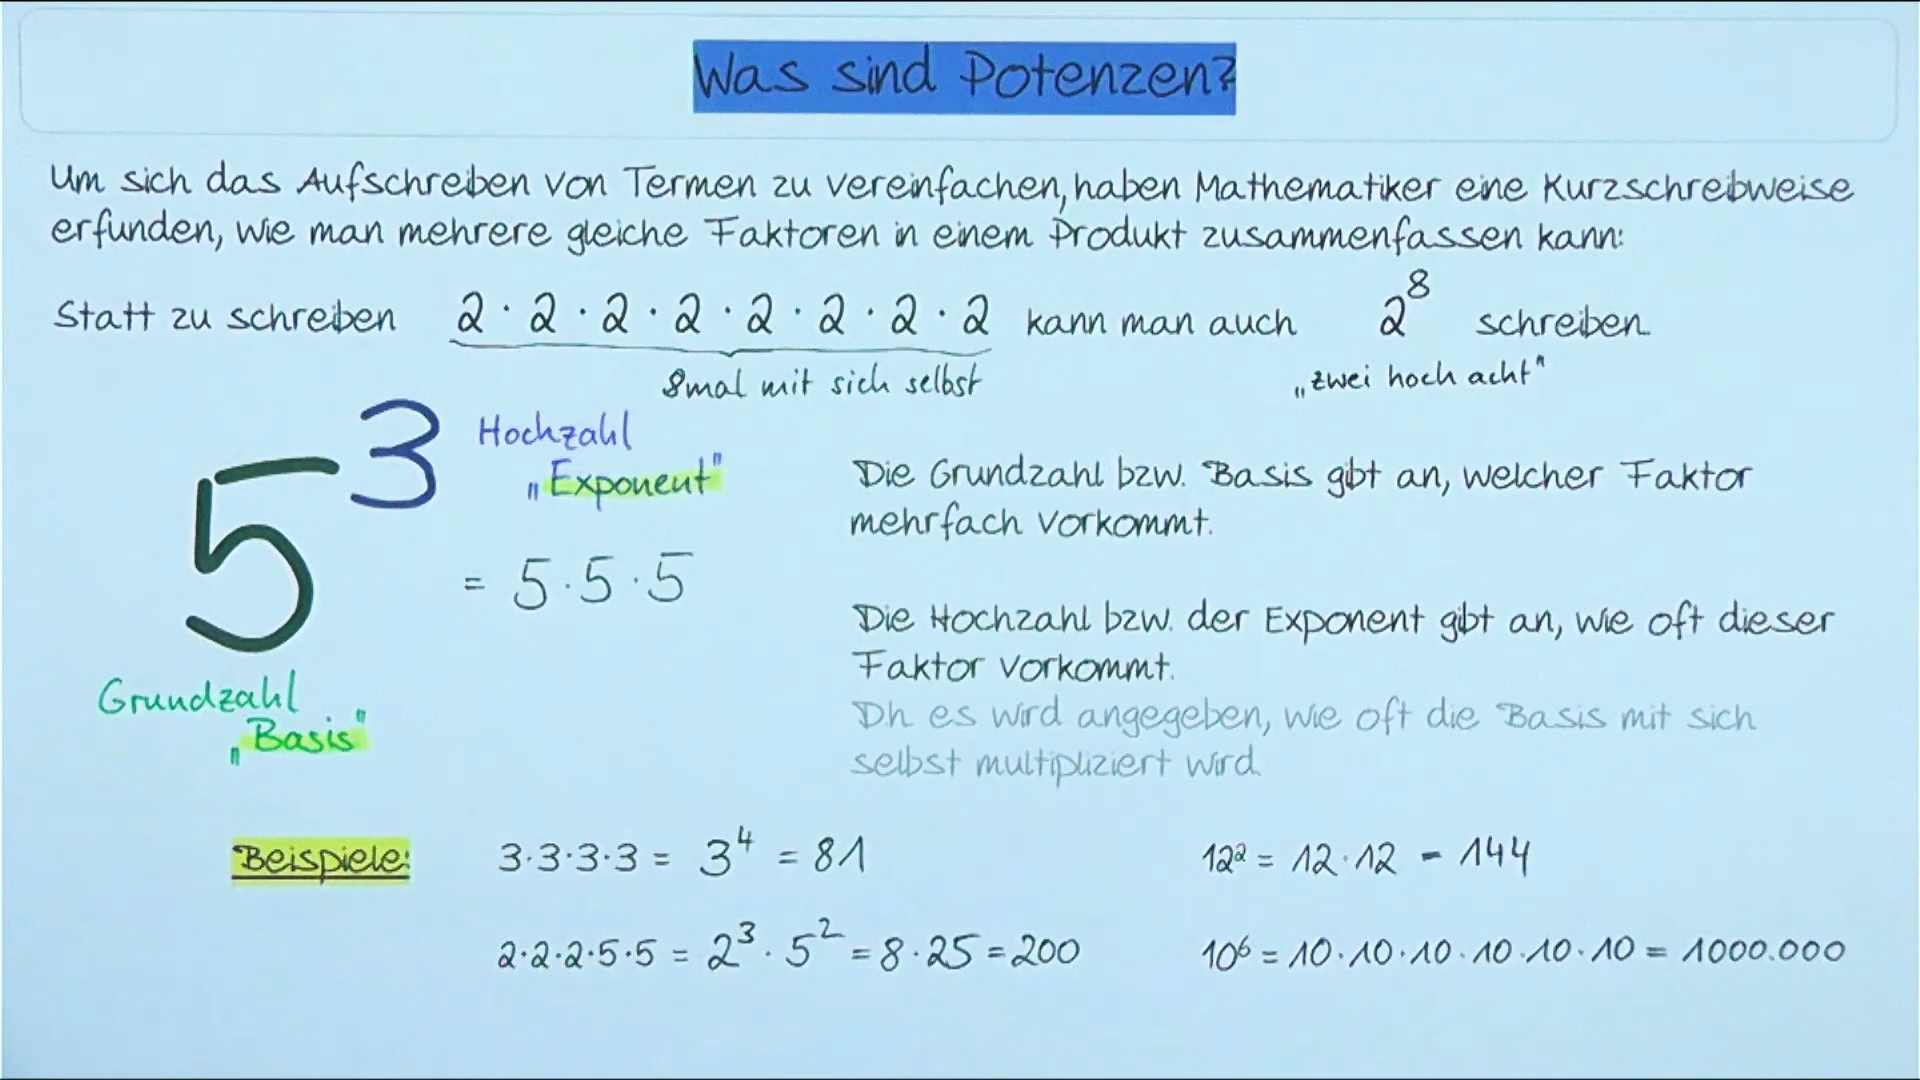 Was sind Potenzen?
Um sich das Aufschreiben von Termen zu vereinfachen, haben Mathematiker eine Kurzschreibweise
erfunden, wie man mehrere gleiche Faktoren in einem Produkt zusammenfassen kann:
Statt zu schreiben 2 · 2 · 2 · 2 · 2 · 2 · 2 · 2 kann man auch 2⁸ schreiben.
8mal mit sich selbst „zwei hoch acht"
5³ Hochzahl
„Exponent"
= 5·5·5
Grundzahl
„Basis"
Die Grundzahl bzw. Basis gibt an, welcher Faktor
mehrfach vorkommt.
Die Hochzahl bzw. der Exponent gibt an, wie oft dieser
Faktor vorkommt.
Dh. es wird angegeben, wie oft die Basis mit sich
selbst multipliziert wird.
Beispiele: 3·3·3·3 = 3⁴ = 81 12² = 12·12 = 144
2·2·2·5·5 = 2³ · 5² = 8·25 = 200 10⁶ = 10·10·10·10·10·10 = 1000.000